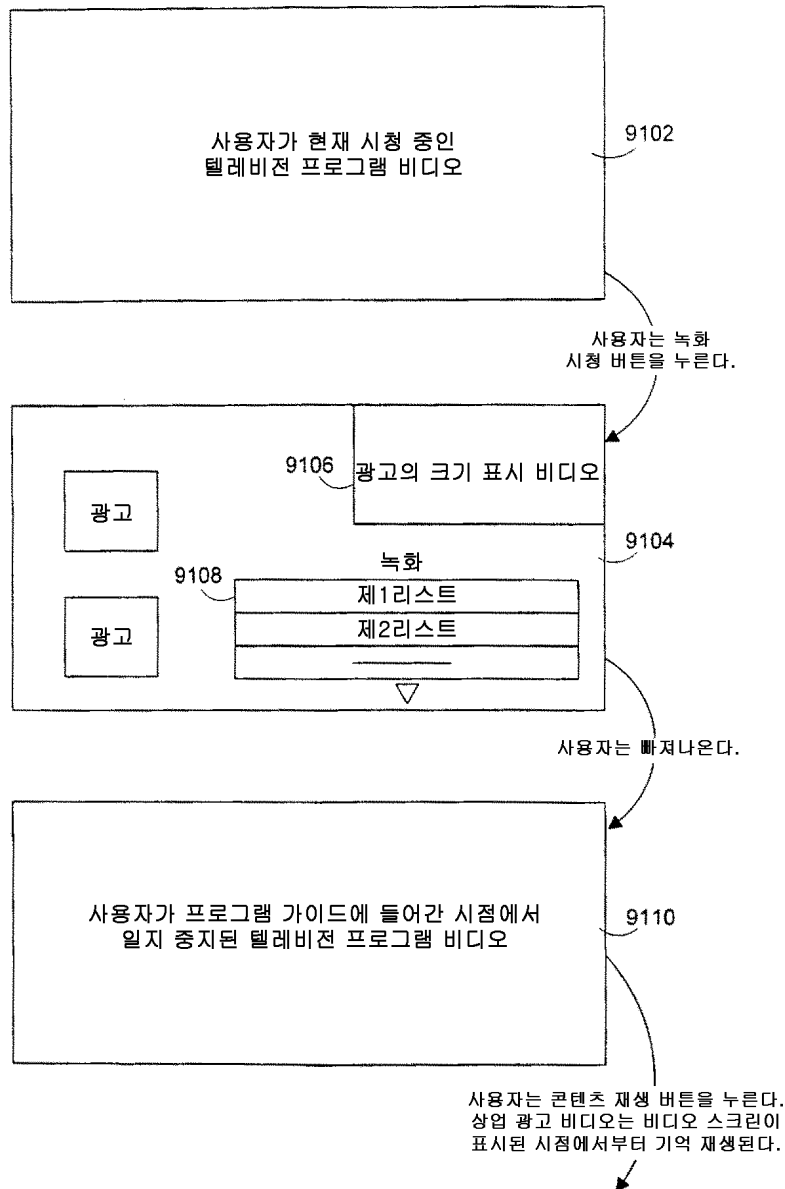 사용자가 현재 시청 중인
텔레비전 프로그램 비디오
9102
사용자는 녹화
시청 버튼을 누른다.
9106
광고의 크기 표시 비디오
광고
9104
녹화
9108
제1리스트
제2리스트
광고
사용자는 빠져나온다.
사용자가 프로그램 가이드에 들어간 시점에서
일지 중지된 텔레비전 프로그램 비디오
9110
사용자는 콘텐츠 재생 버튼을 누른다.
상업 광고 비디오는 비디오 스크린이
표시된 시점에서부터 기억 재생된다.